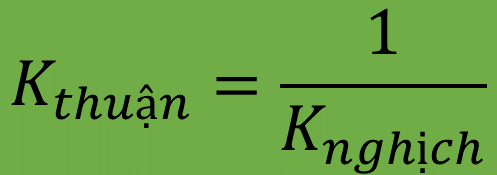 K_thuận = 1 / K_nghịch